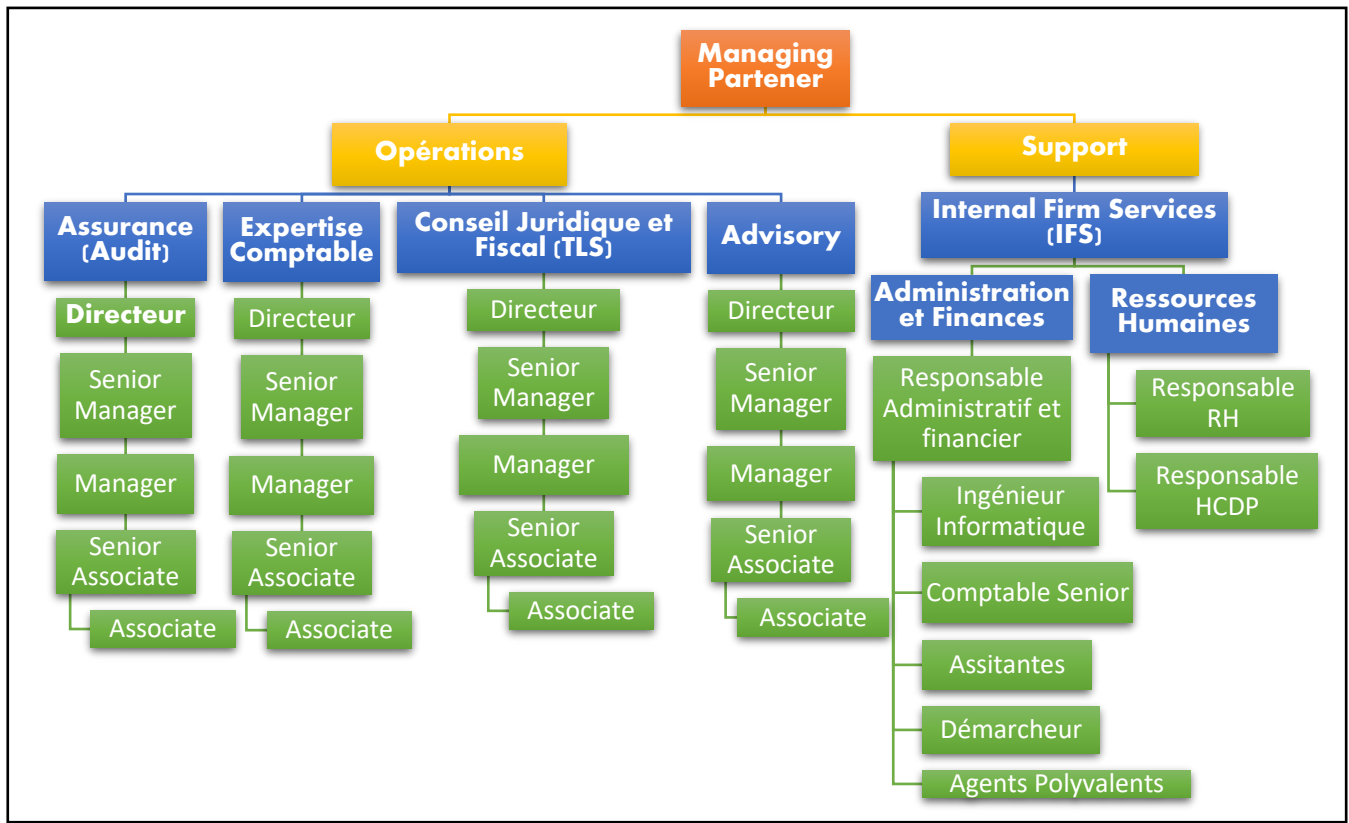 Managing
Partener
Opérations
Support
Assurance
(Audit)
Expertise
Comptable
Conseil Juridique et
Fiscal (TLS)
Advisory
Internal Firm Services
(IFS)
Directeur
Senior
Manager
Manager
Senior
Associate
Associate
Directeur
Senior
Manager
Manager
Senior
Associate
Associate
Directeur
Senior
Manager
Manager
Senior
Associate
Associate
Directeur
Senior
Manager
Manager
Senior
Associate
Associate
Administration
et Finances
Responsable
Administratif et
financier
Ingénieur
Informatique
Comptable Senior
Assitantes
Démarcheur
Agents Polyvalents
Ressources
Humaines
Responsable
RH
Responsable
HCDP